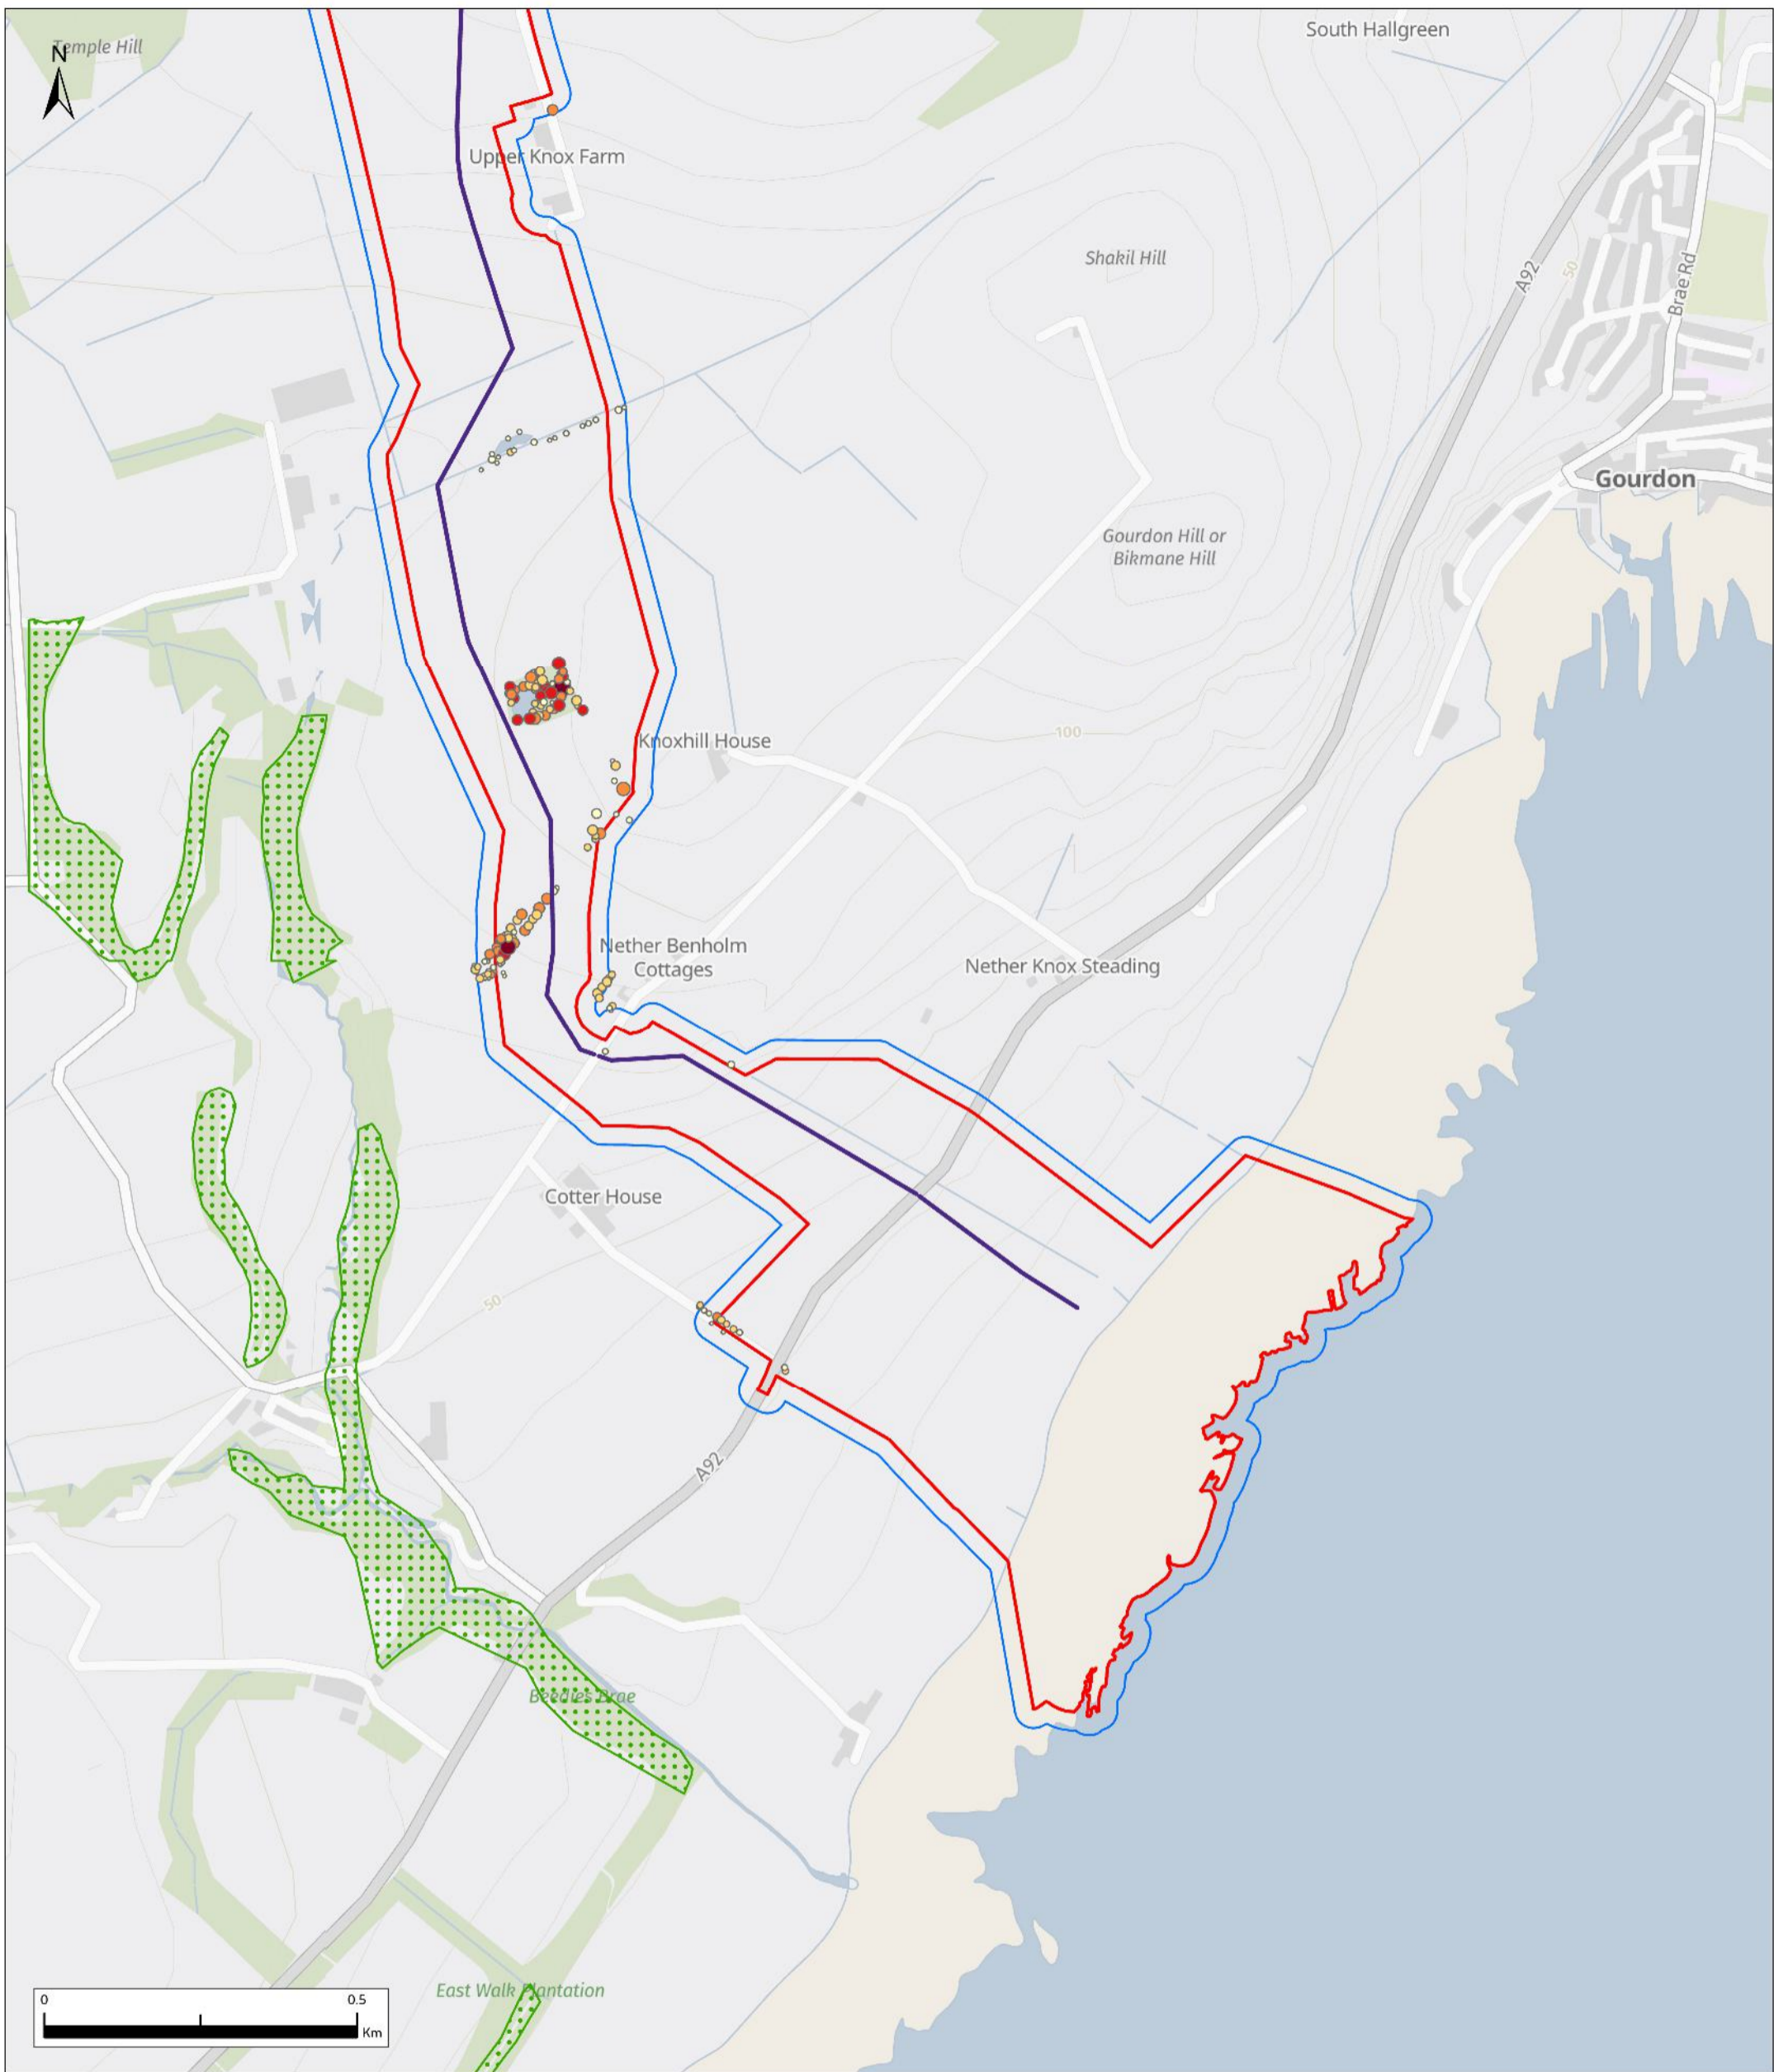 South Hallgreen
Temple Hill
N
Upper Knox Farm
Shakil Hill
A92
50
Brae Rd
Gourdon
Gourdon Hill or
Bikmane Hill
100
Knoxhill House
Nether Benholm
Cottages
Nether Knox Steading
Cotter House
50
A92
Beedies Brae
East Walk Plantation
0 0.5
Km